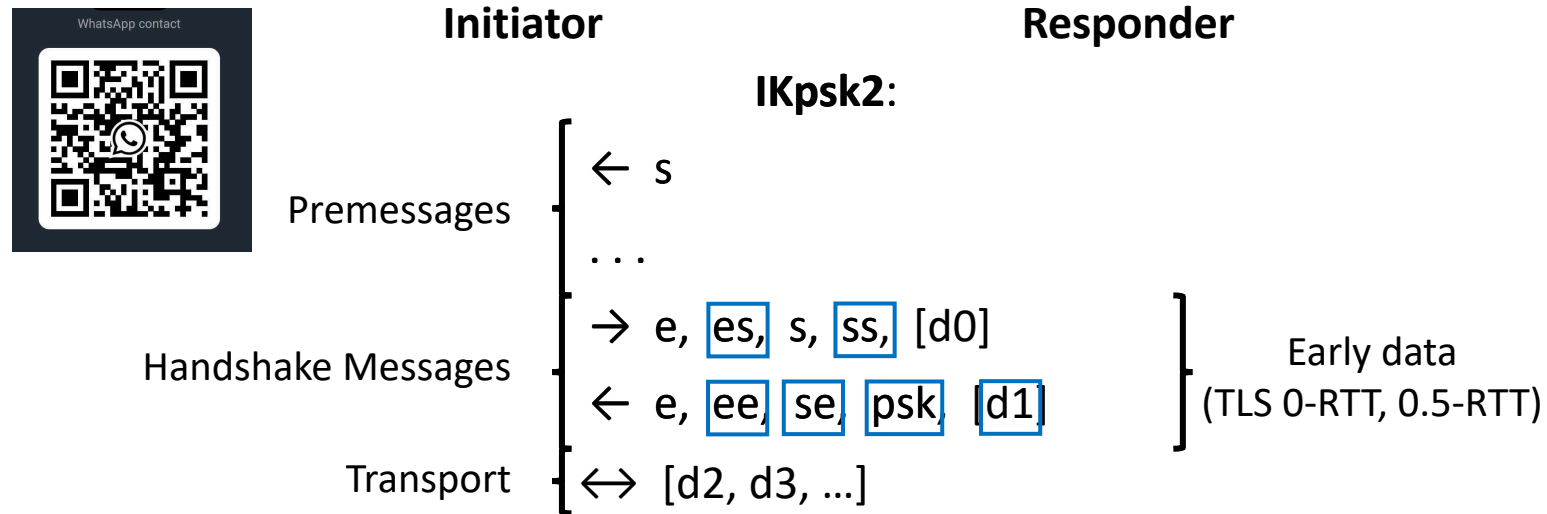 WhatsApp contact
Initiator Responder
IKpsk2:
← s
Premessages
. . .
→ e, es, s, ss, [d0]
Handshake Messages
← e, ee, se, psk, [d1]
Early data
(TLS 0-RTT, 0.5-RTT)
Transport
↔ [d2, d3, …]